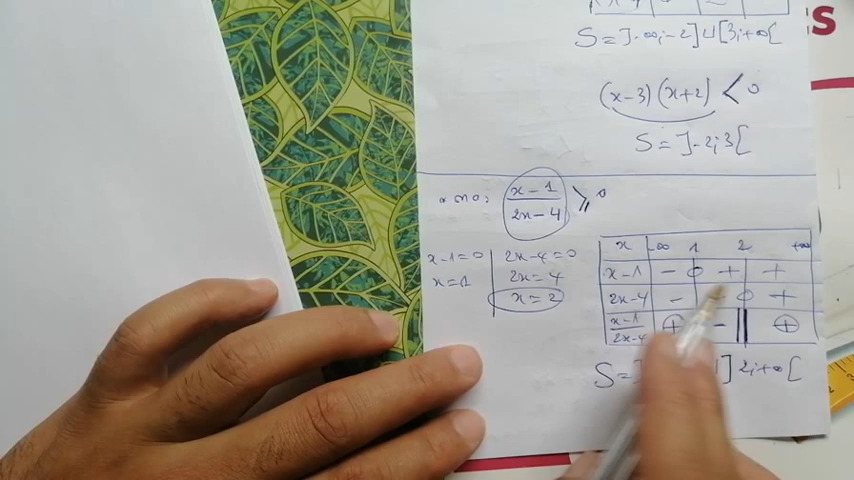 S = ]-∞; -2] ∪ [3; +∞[
(x-3)(x+2) < 0
S = ]-2; 3[
(x-1)/(2x-4) ⩾ 0
x-1=0 | 2x-4=0
x=1 | 2x=4
x=2
x | -∞ 1 2 +∞
x-1 | - 0 + | +
2x-4 | - | - 0 +
(x-1)/(2x-4) | + - || +
S = ] 1] 2; +∞[
S